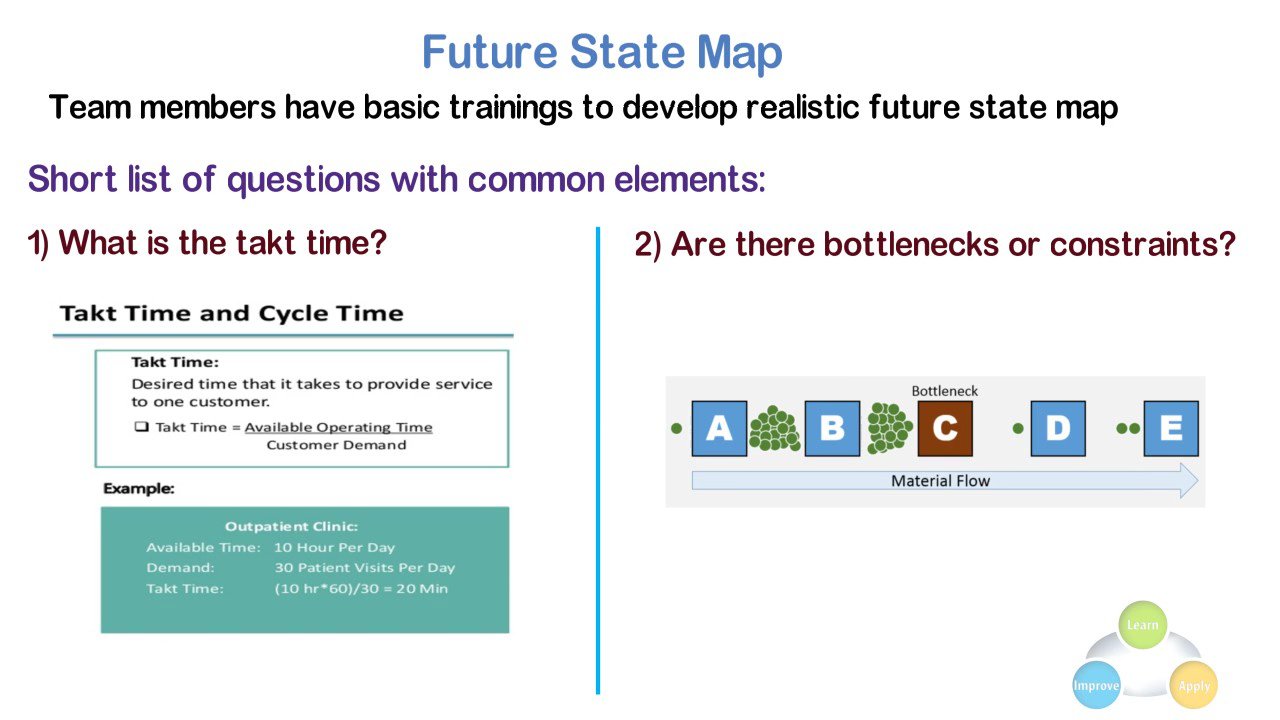 Future State Map
Team members have basic trainings to develop realistic future state map
Short list of questions with common elements:
1) What is the takt time?
Takt Time and Cycle Time
Takt Time:
Desired time that it takes to provide service
to one customer.
❑ Takt Time = Available Operating Time
Customer Demand
Example:
Outpatient Clinic:
Available Time: 10 Hour Per Day
Demand: 30 Patient Visits Per Day
Takt Time: (10 hr*60)/30 = 20 Min
2) Are there bottlenecks or constraints?
Bottleneck
A B C D E
Material Flow
Learn
Improve Apply